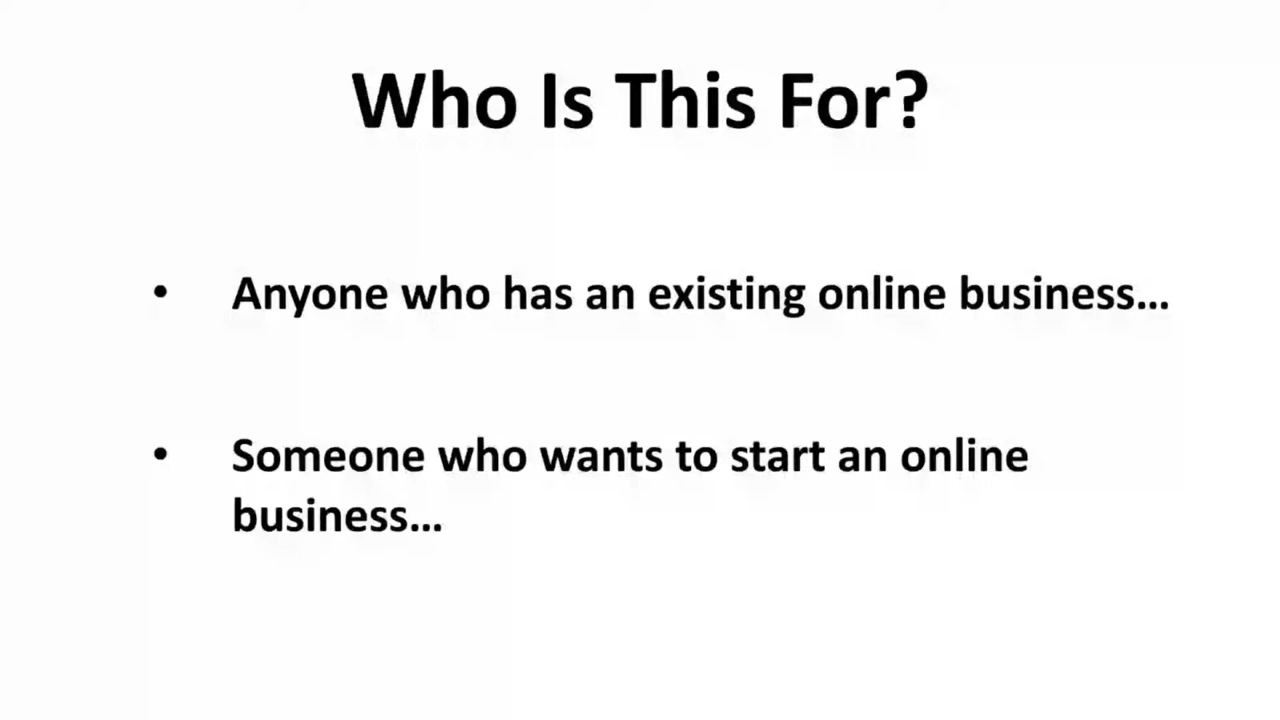 Who Is This For?
• Anyone who has an existing online business...
• Someone who wants to start an online
business...